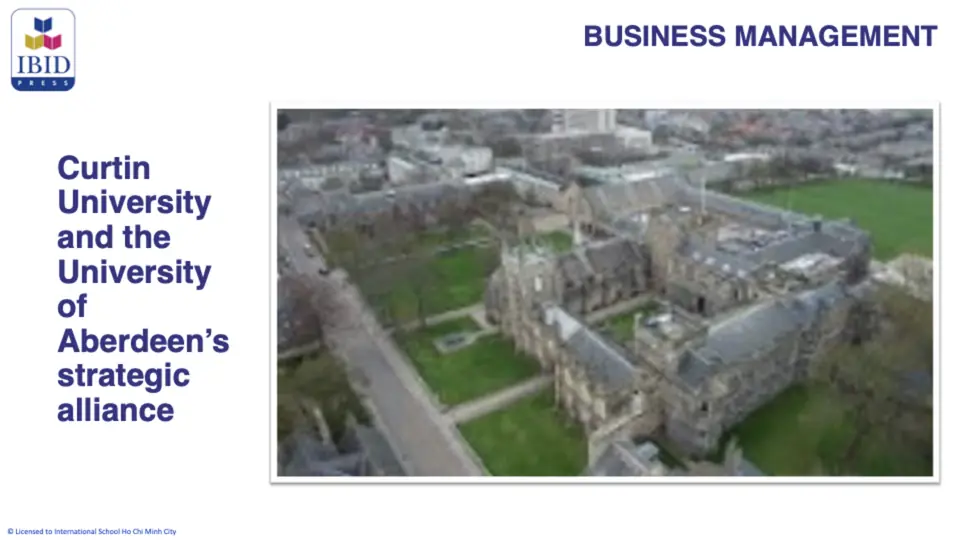 IBID
PRESS
BUSINESS MANAGEMENT
Curtin
University
and the
University
of
Aberdeen’s
strategic
alliance
© Licensed to International School Ho Chi Minh City